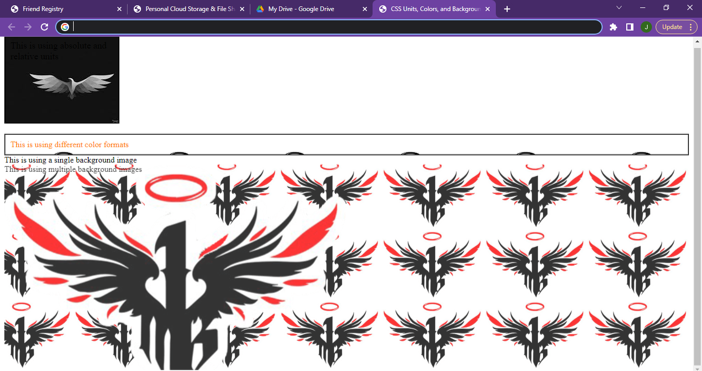 Friend Registry
Personal Cloud Storage & File Sh
My Drive - Google Drive
CSS Units, Colors, and Backgroun
J
Update
This is using absolute and
relative units
This is using different color formats
This is using a single background image
This is using multiple background images